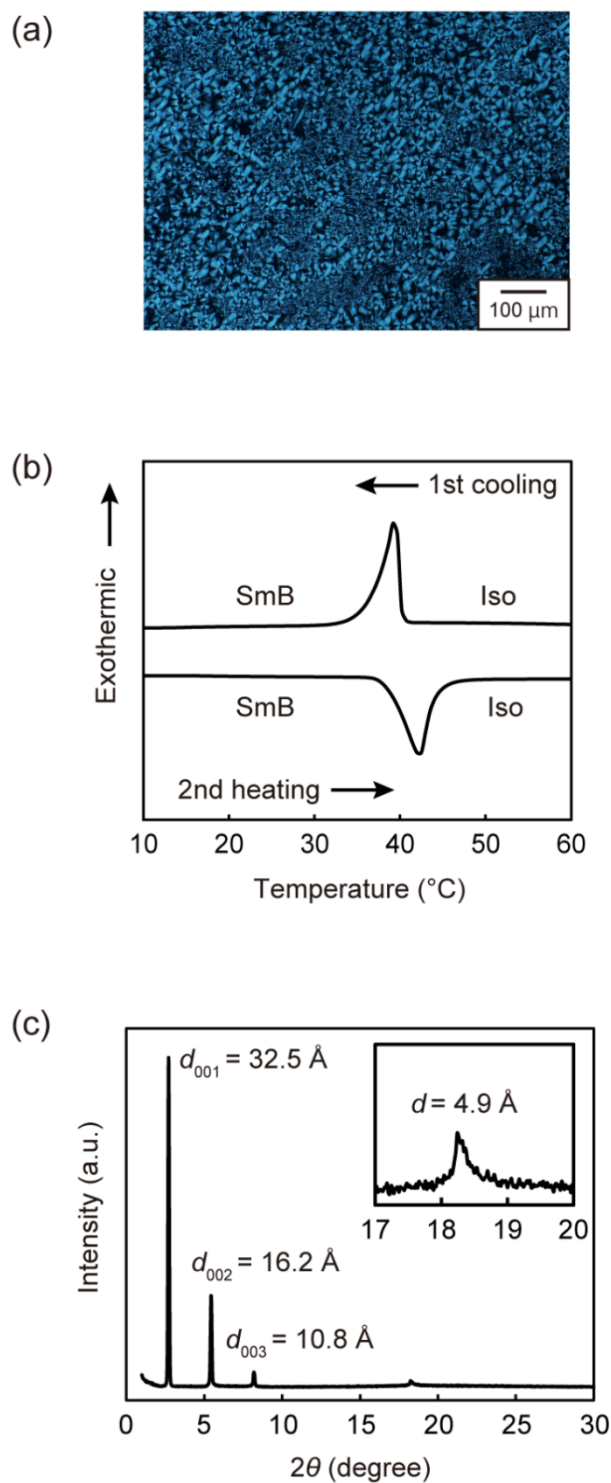 (a)
100 μm
(b)
Exothermic
1st cooling
SmB
Iso
SmB
Iso
2nd heating
10 20 30 40 50 60
Temperature (°C)
(c)
Intensity (a.u.)
d001 = 32.5 Å
d = 4.9 Å
17 18 19 20
d002 = 16.2 Å
d003 = 10.8 Å
0 5 10 15 20 25 30
2θ (degree)